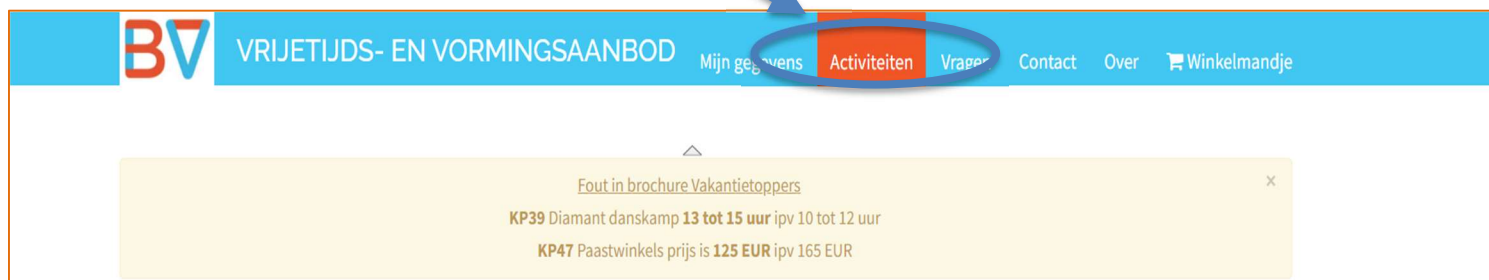 BV
VRIJETIJDS- EN VORMINGSAANBOD
Mijn gegevens Activiteiten Vragen Contact Over Winkelmandje
Fout in brochure Vakantietoppers
×
KP39 Diamant danskamp 13 tot 15 uur ipv 10 tot 12 uur
KP47 Paastwinkels prijs is 125 EUR ipv 165 EUR